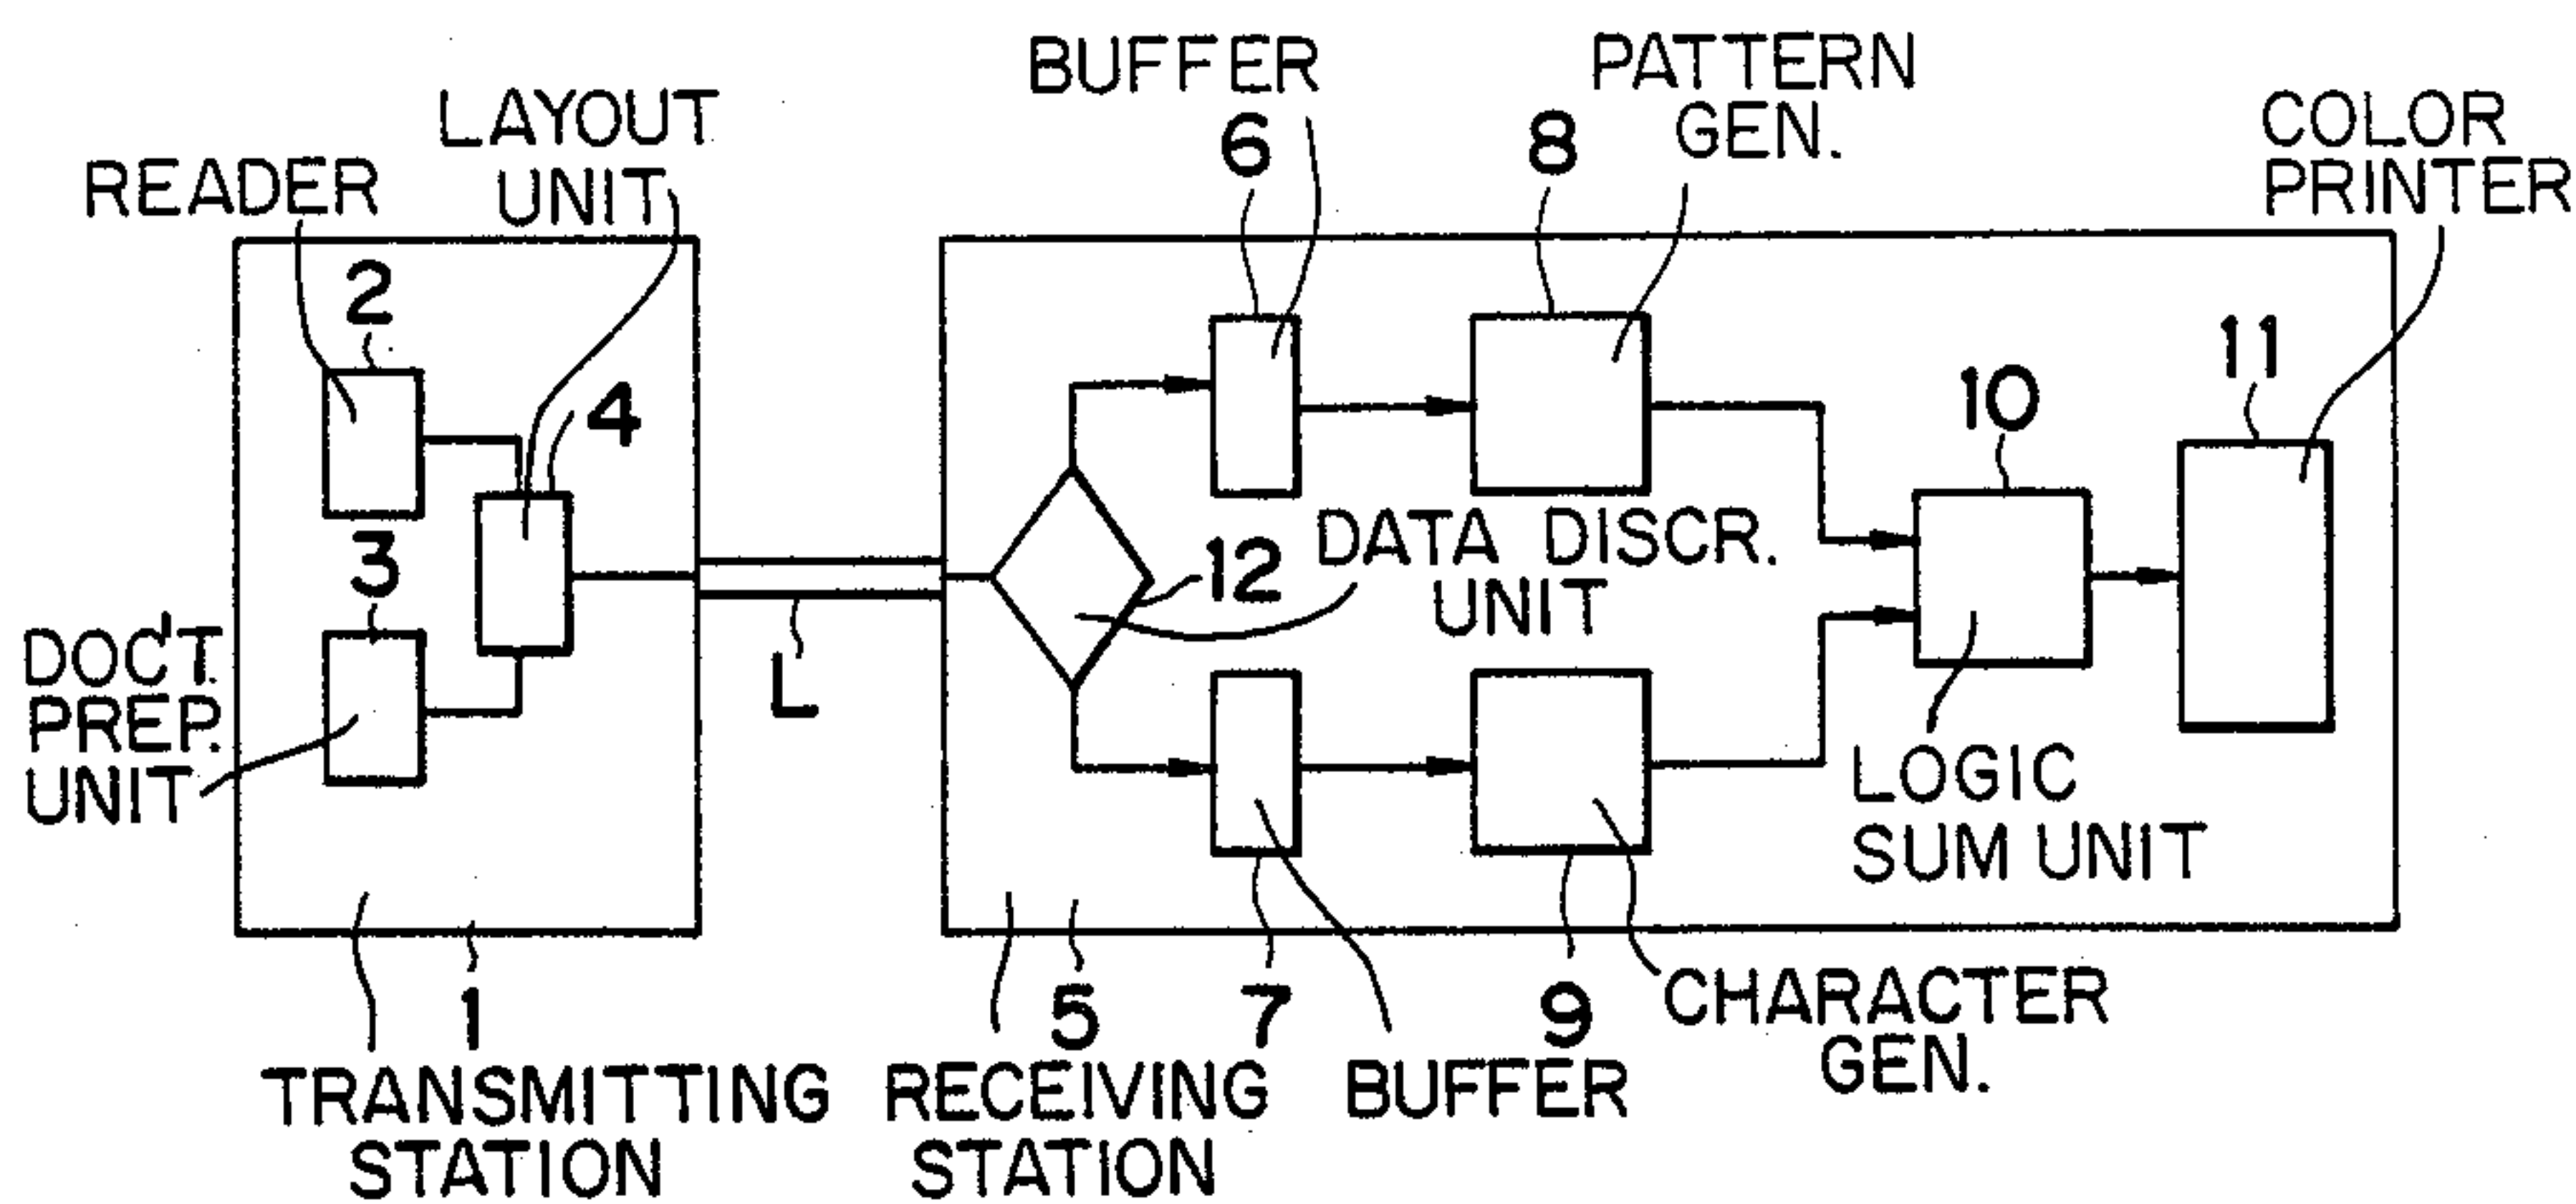 BUFFER
6
PATTERN
GEN.
8
COLOR
PRINTER
LAYOUT
UNIT
READER
2
4
3
DOC'T.
PREP.
UNIT
10
11
DATA DISCR.
UNIT
12
L
LOGIC
SUM UNIT
1
TRANSMITTING
STATION
5
RECEIVING
STATION
7
BUFFER
9
CHARACTER
GEN.